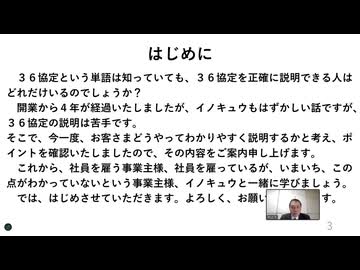 はじめに
　３６協定という単語は知っていても、３６協定を正確に説明できる人は
どれだけいるのでしょうか？
　開業から４年が経過いたしましたが、イノキュウもはずかしい話ですが、
３６協定の説明は苦手です。
そこで、今一度、お客さまどうやってわかりやすく説明するかと考え、ポ
イントを確認いたしましたので、その内容をご案内申し上げます。
　これから、社員を雇う事業主様、社員を雇っているが、いまいち、この
点がわかっていないという事業主様、イノキュウと一緒に学びましょう。
　では、はじめさせていただきます。よろしく、お願い
す。
3